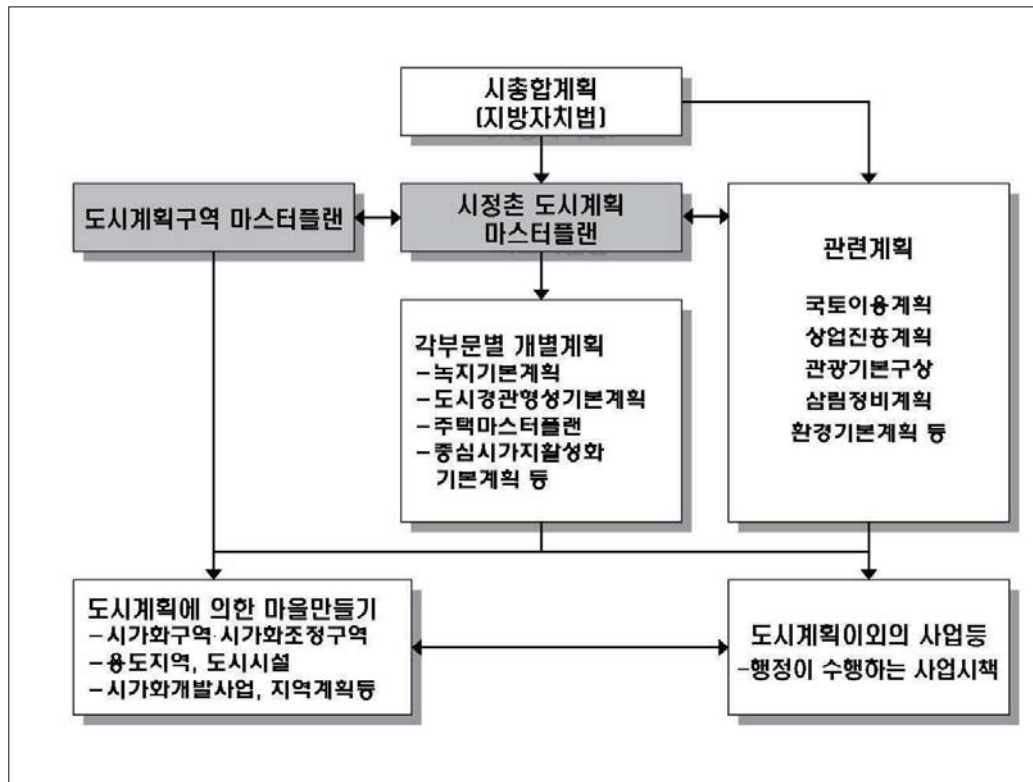 시총합계획
(지방자치법)
도시계획구역 마스터플랜
시정촌 도시계획
마스터플랜
관련계획
국토이용계획
상업진흥계획
관광기본구상
삼림정비계획
환경기본계획 등
각부문별 개별계획
-녹지기본계획
-도시경관형성기본계획
-주택마스터플랜
-중심시가지활성화
기본계획 등
도시계획에 의한 마을만들기
-시가화구역·시가화조정구역
-용도지역, 도시시설
-시가화개발사업, 지역계획등
도시계획이외의 사업등
-행정이 수행하는 사업시책